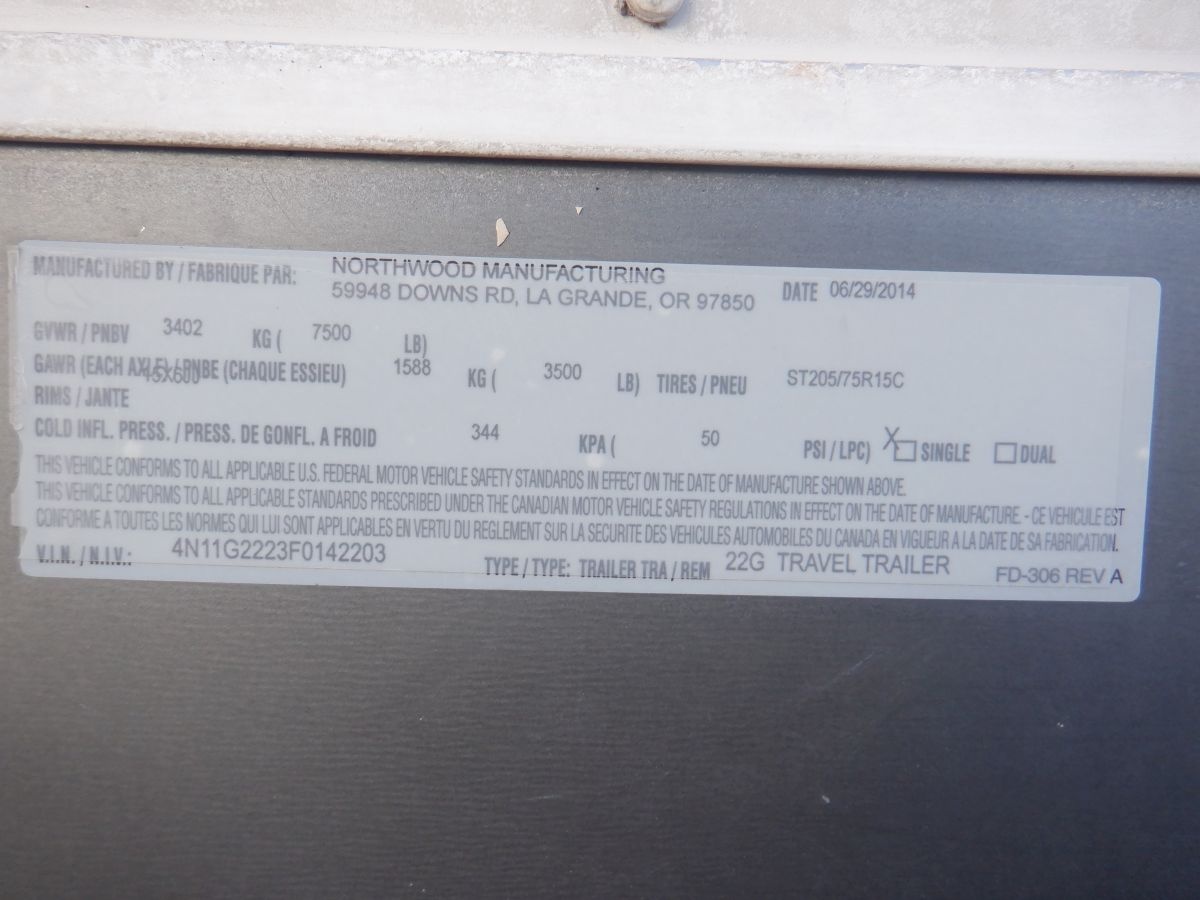 MANUFACTURED BY / FABRIQUE PAR: NORTHWOOD MANUFACTURING
59948 DOWNS RD, LA GRANDE, OR 97850 DATE 06/29/2014
GVWR / PNBV 3402 KG ( 7500 LB)
GAWR (EACH AXLE) / PNBE (CHAQUE ESSIEU) 1588 KG ( 3500 LB) TIRES / PNEU ST205/75R15C
RIMS / JANTE 15X600
COLD INFL. PRESS. / PRESS. DE GONFL. A FROID 344 KPA ( 50 PSI / LPC) X SINGLE DUAL
THIS VEHICLE CONFORMS TO ALL APPLICABLE U.S. FEDERAL MOTOR VEHICLE SAFETY STANDARDS IN EFFECT ON THE DATE OF MANUFACTURE SHOWN ABOVE.
THIS VEHICLE CONFORMS TO ALL APPLICABLE STANDARDS PRESCRIBED UNDER THE CANADIAN MOTOR VEHICLE SAFETY REGULATIONS IN EFFECT ON THE DATE OF MANUFACTURE. - CE VEHICULE EST
CONFORME A TOUTES LES NORMES QUI LUI SONT APPLICABLES EN VERTU DU REGLEMENT SUR LA SECURITE DES VEHICULES AUTOMOBILES DU CANADA EN VIGUEUR A LA DATE DE SA FABRICATION.
V.I.N. / N.I.V.: 4N11G2223F0142203 TYPE / TYPE: TRAILER TRA / REM 22G TRAVEL TRAILER FD-306 REV A